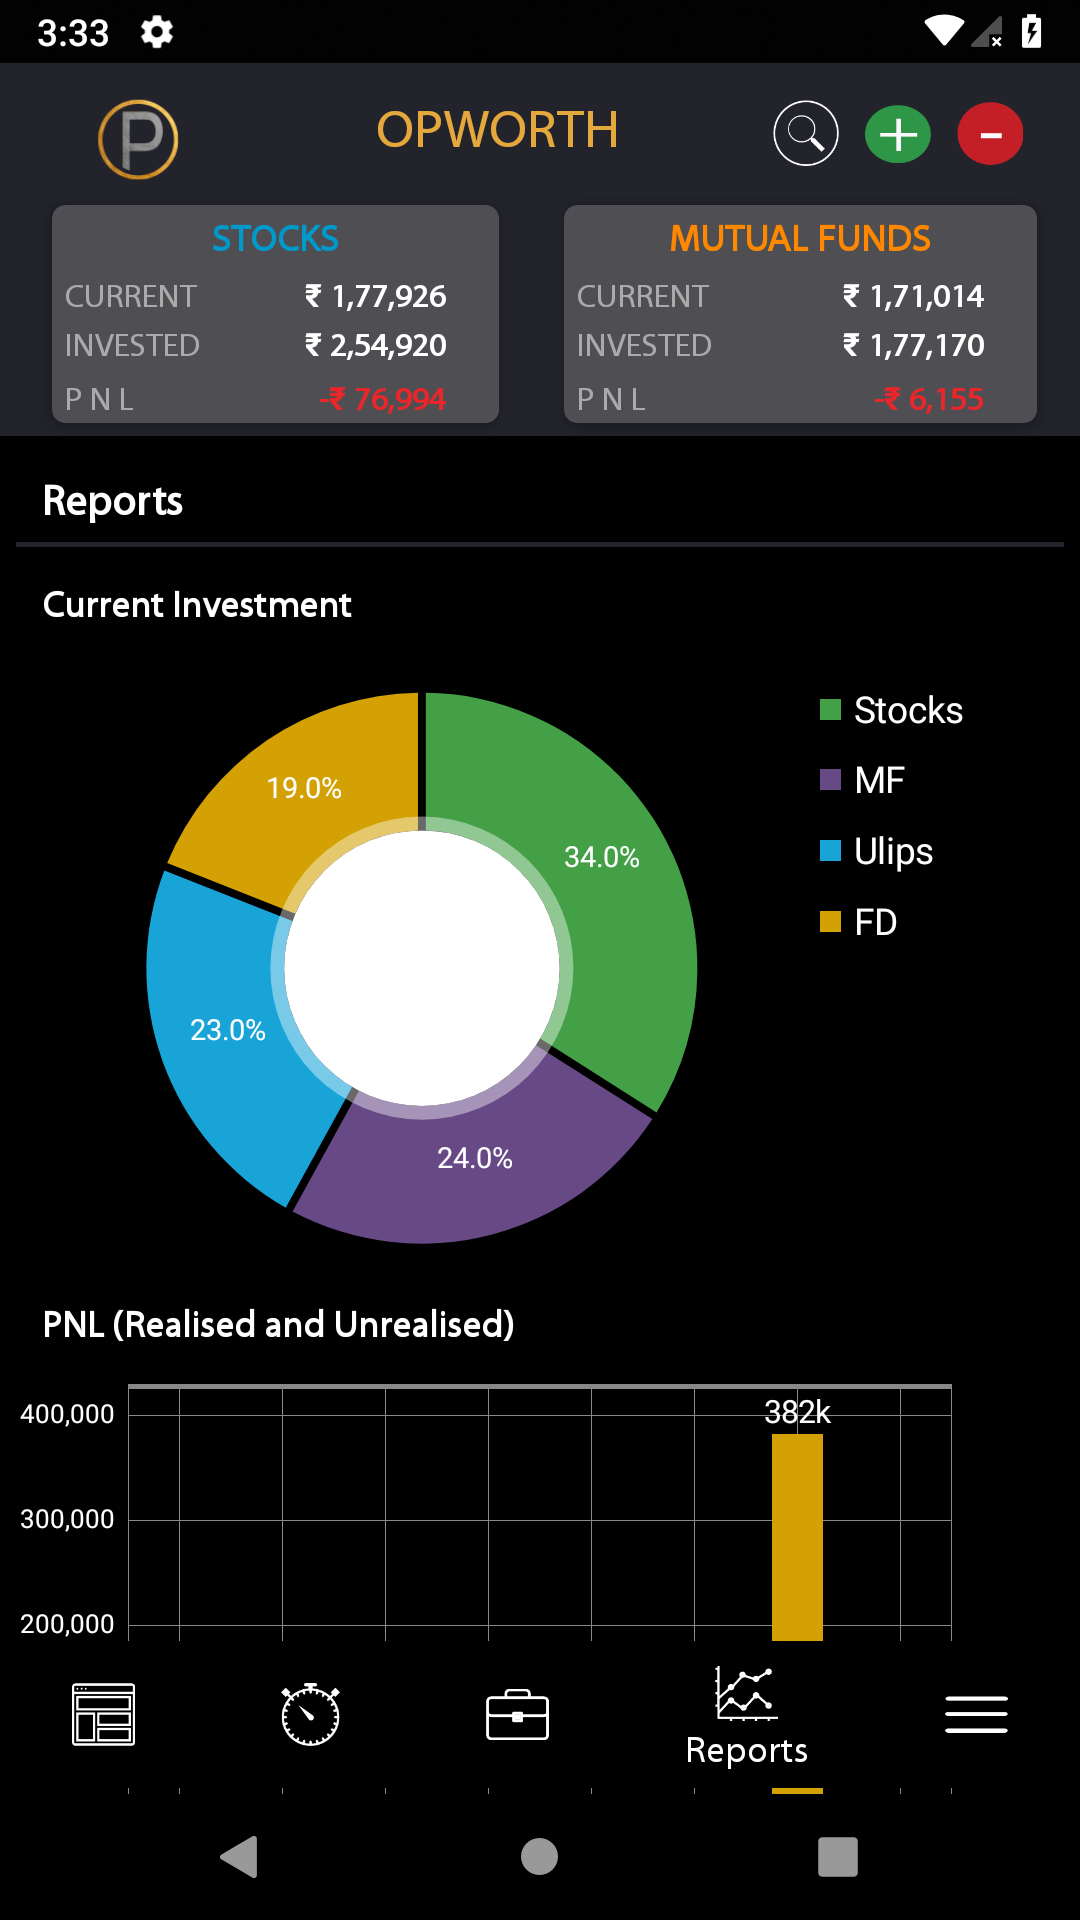 3:33
P
OPWORTH
STOCKS
CURRENT ₹ 1,77,926
INVESTED ₹ 2,54,920
P N L -₹ 76,994
MUTUAL FUNDS
CURRENT ₹ 1,71,014
INVESTED ₹ 1,77,170
P N L -₹ 6,155
Reports
Current Investment
19.0%
34.0%
23.0%
24.0%
Stocks
MF
Ulips
FD
PNL (Realised and Unrealised)
400,000
300,000
200,000
382k
Reports